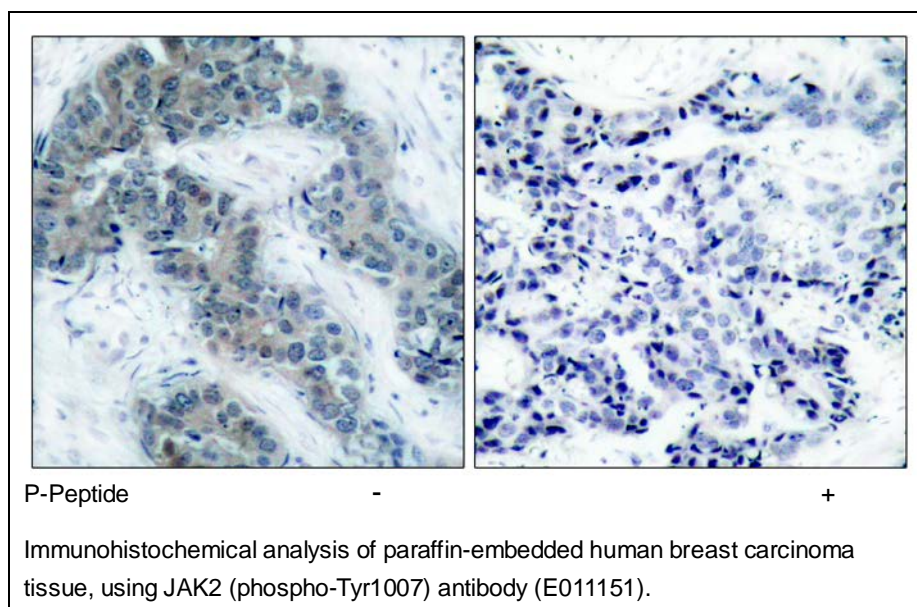 P-Peptide - +
Immunohistochemical analysis of paraffin-embedded human breast carcinoma
tissue, using JAK2 (phospho-Tyr1007) antibody (E011151).